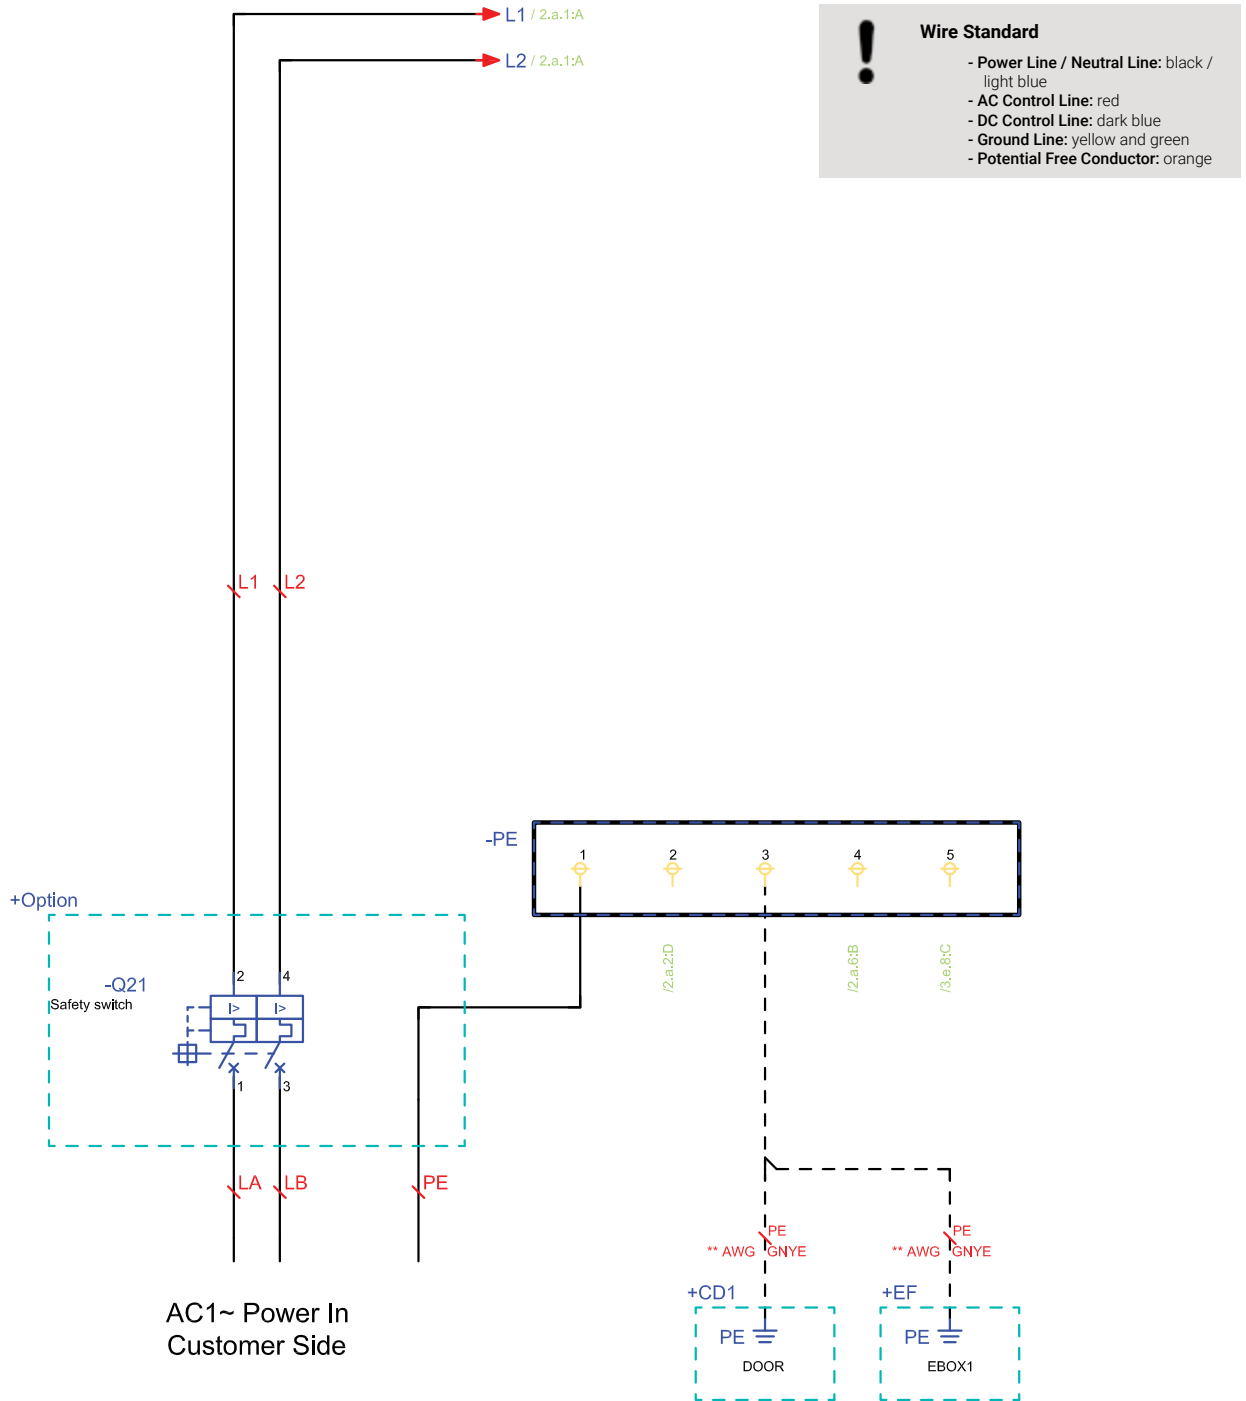 L1 / 2.a.1:A
L2 / 2.a.1:A
Wire Standard
- Power Line / Neutral Line: black /
light blue
- AC Control Line: red
- DC Control Line: dark blue
- Ground Line: yellow and green
- Potential Free Conductor: orange
L1 L2
-PE
1 2 3 4 5
+Option
/2.a.2:D
/2.a.6:B
/3.e.8:C
-Q21
Safety switch
2 4
I> I>
1 3
LA LB PE
PE
** AWG GNYE
PE
** AWG GNYE
+CD1
PE
DOOR
+EF
PE
EBOX1
AC1~ Power In
Customer Side